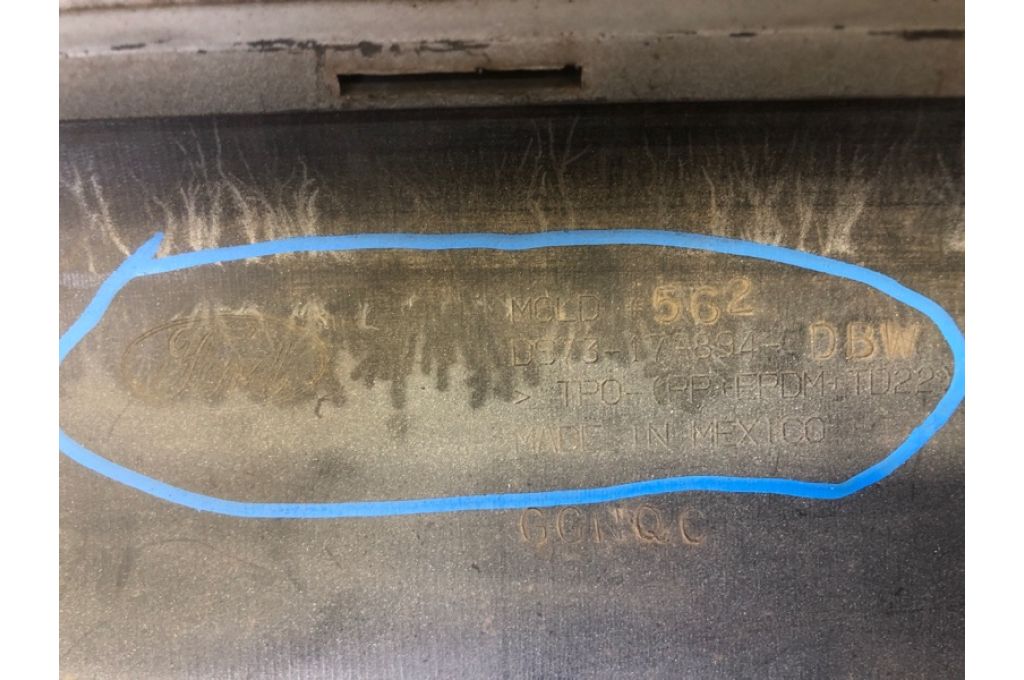 Ford
MOLD 562
DS73-17A894- DBW
> TPO-(PP+EPDM-TD22)
MADE IN MEXICO